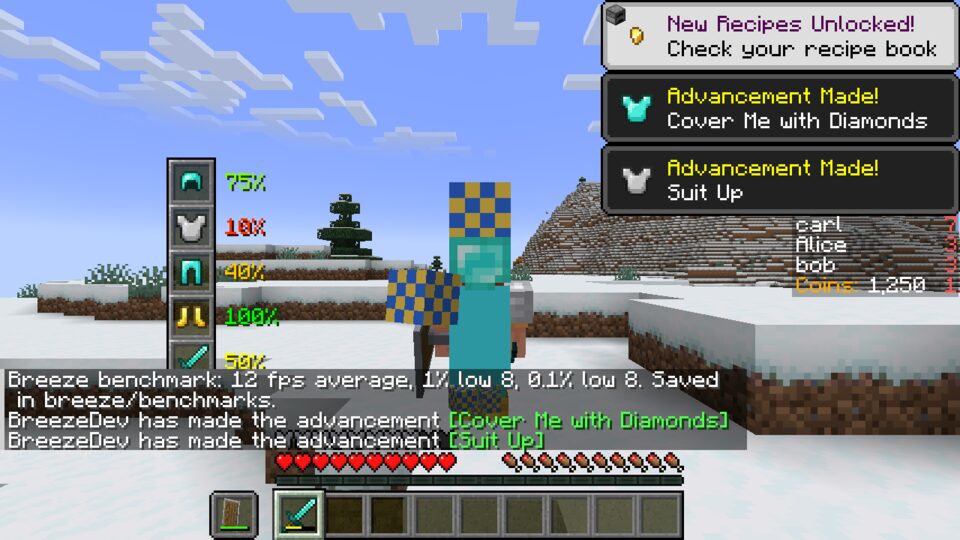 New Recipes Unlocked!
Check your recipe book
Advancement Made!
Cover Me with Diamonds
Advancement Made!
Suit Up
75%
10%
40%
100%
50%
carl 7
Alice 3
bob 3
Coins: 1,250 1
Breeze benchmark: 12 fps average, 1% low 8, 0.1% low 8. Saved
in breeze/benchmarks.
BreezeDev has made the advancement [Cover Me with Diamonds]
BreezeDev has made the advancement [Suit Up]